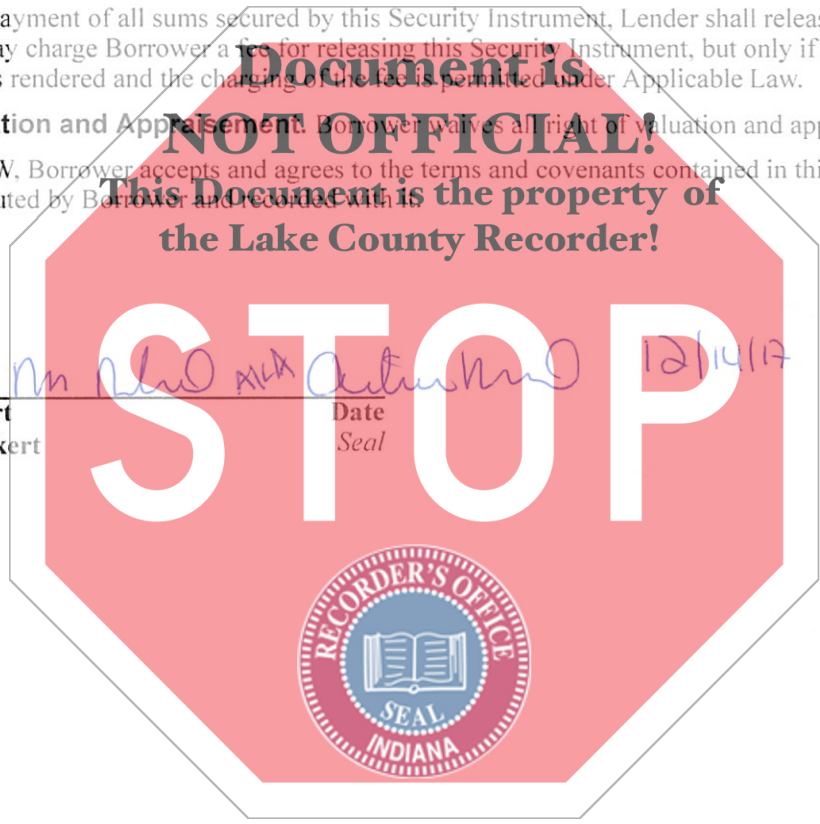 ayment of all sums secured by this Security Instrument, Lender shall releas
ay charge Borrower a fee for releasing this Security Instrument, but only if
s rendered and the charging of the fee is permitted under Applicable Law.
Document is
tion and Appraisement. Borrower waives all right of valuation and app
NOT OFFICIAL!
W, Borrower accepts and agrees to the terms and covenants contained in thi
uted by Borrower and recorded with it.
This Document is the property of
the Lake County Recorder!
STOP
AKA
12/14/17
rt
Date
kert
Seal
RECORDER'S OFFICE
SEAL
INDIANA